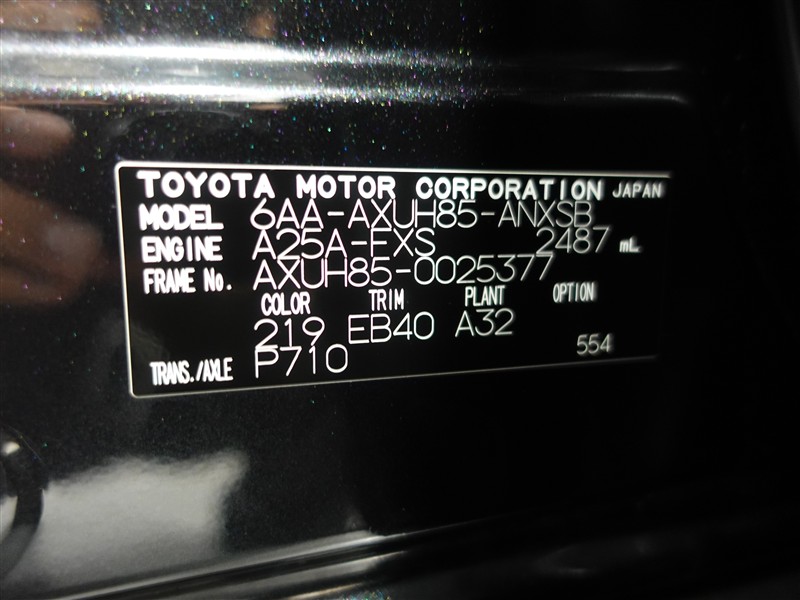 TOYOTA MOTOR CORPORATION JAPAN
MODEL 6AA-AXUH85-ANXSB
ENGINE A25A-FXS 2487 mL
FRAME No. AXUH85-0025377
COLOR TRIM PLANT OPTION
219 EB40 A32
TRANS./AXLE P710 554